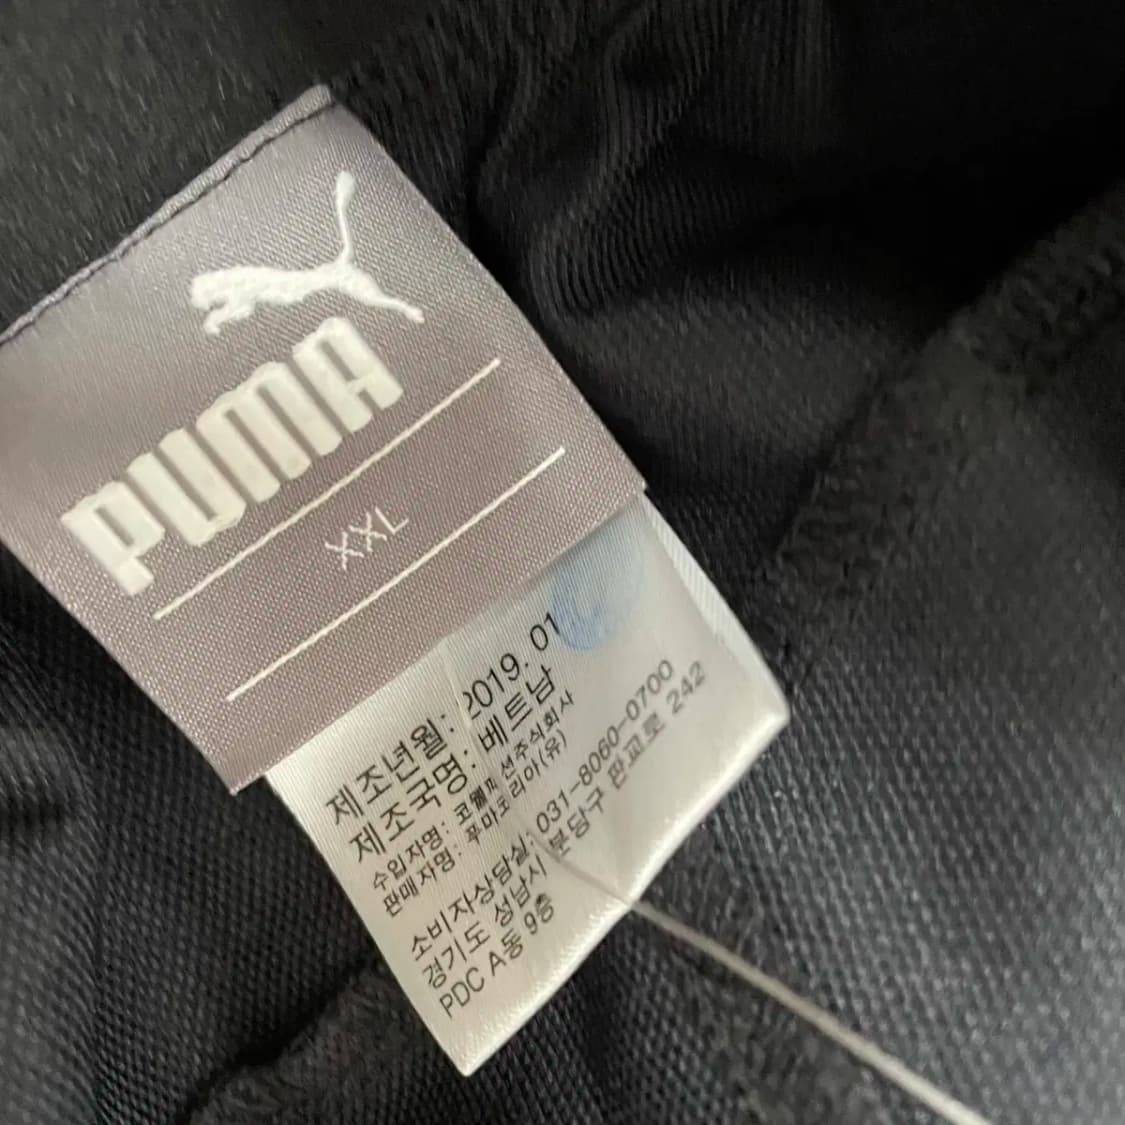 PUMA
XXL
제조년월: 2019. 01
제조국명: 베트남
수입자명: 코웰패션주식회사
판매자명: 푸마코리아(유)
소비자상담실: 031-8060-0700
경기도 성남시 분당구 판교로 242
PDC A동 9층